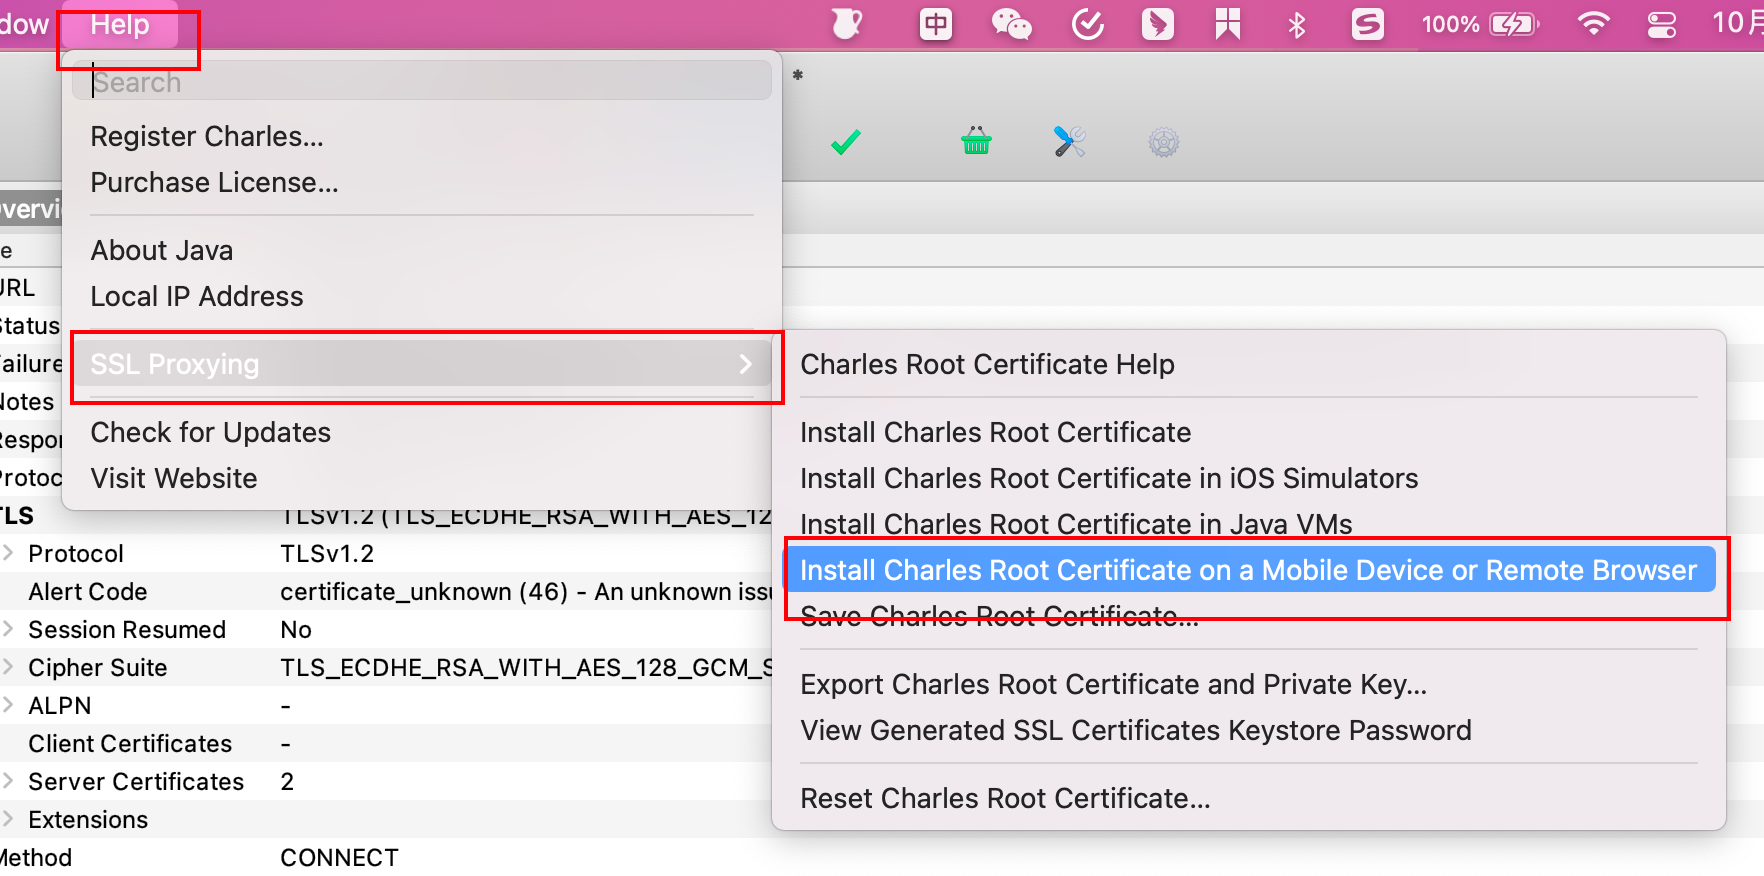 dow Help 中 S 100% 10月
Search *
Register Charles...
Purchase License...
About Java
Local IP Address
SSL Proxying
Check for Updates
Visit Website
Charles Root Certificate Help
Install Charles Root Certificate
Install Charles Root Certificate in iOS Simulators
Install Charles Root Certificate in Java VMs
Install Charles Root Certificate on a Mobile Device or Remote Browser
Save Charles Root Certificate...
Export Charles Root Certificate and Private Key...
View Generated SSL Certificates Keystore Password
Reset Charles Root Certificate...
Overvi
e
URL
Status
Failure
Notes
Respon
Protoc
TLS TLSv1.2 (TLS_ECDHE_RSA_WITH_AES_12
Protocol TLSv1.2
Alert Code certificate_unknown (46) - An unknown issu
Session Resumed No
Cipher Suite TLS_ECDHE_RSA_WITH_AES_128_GCM_S
ALPN -
Client Certificates -
Server Certificates 2
Extensions
Method CONNECT